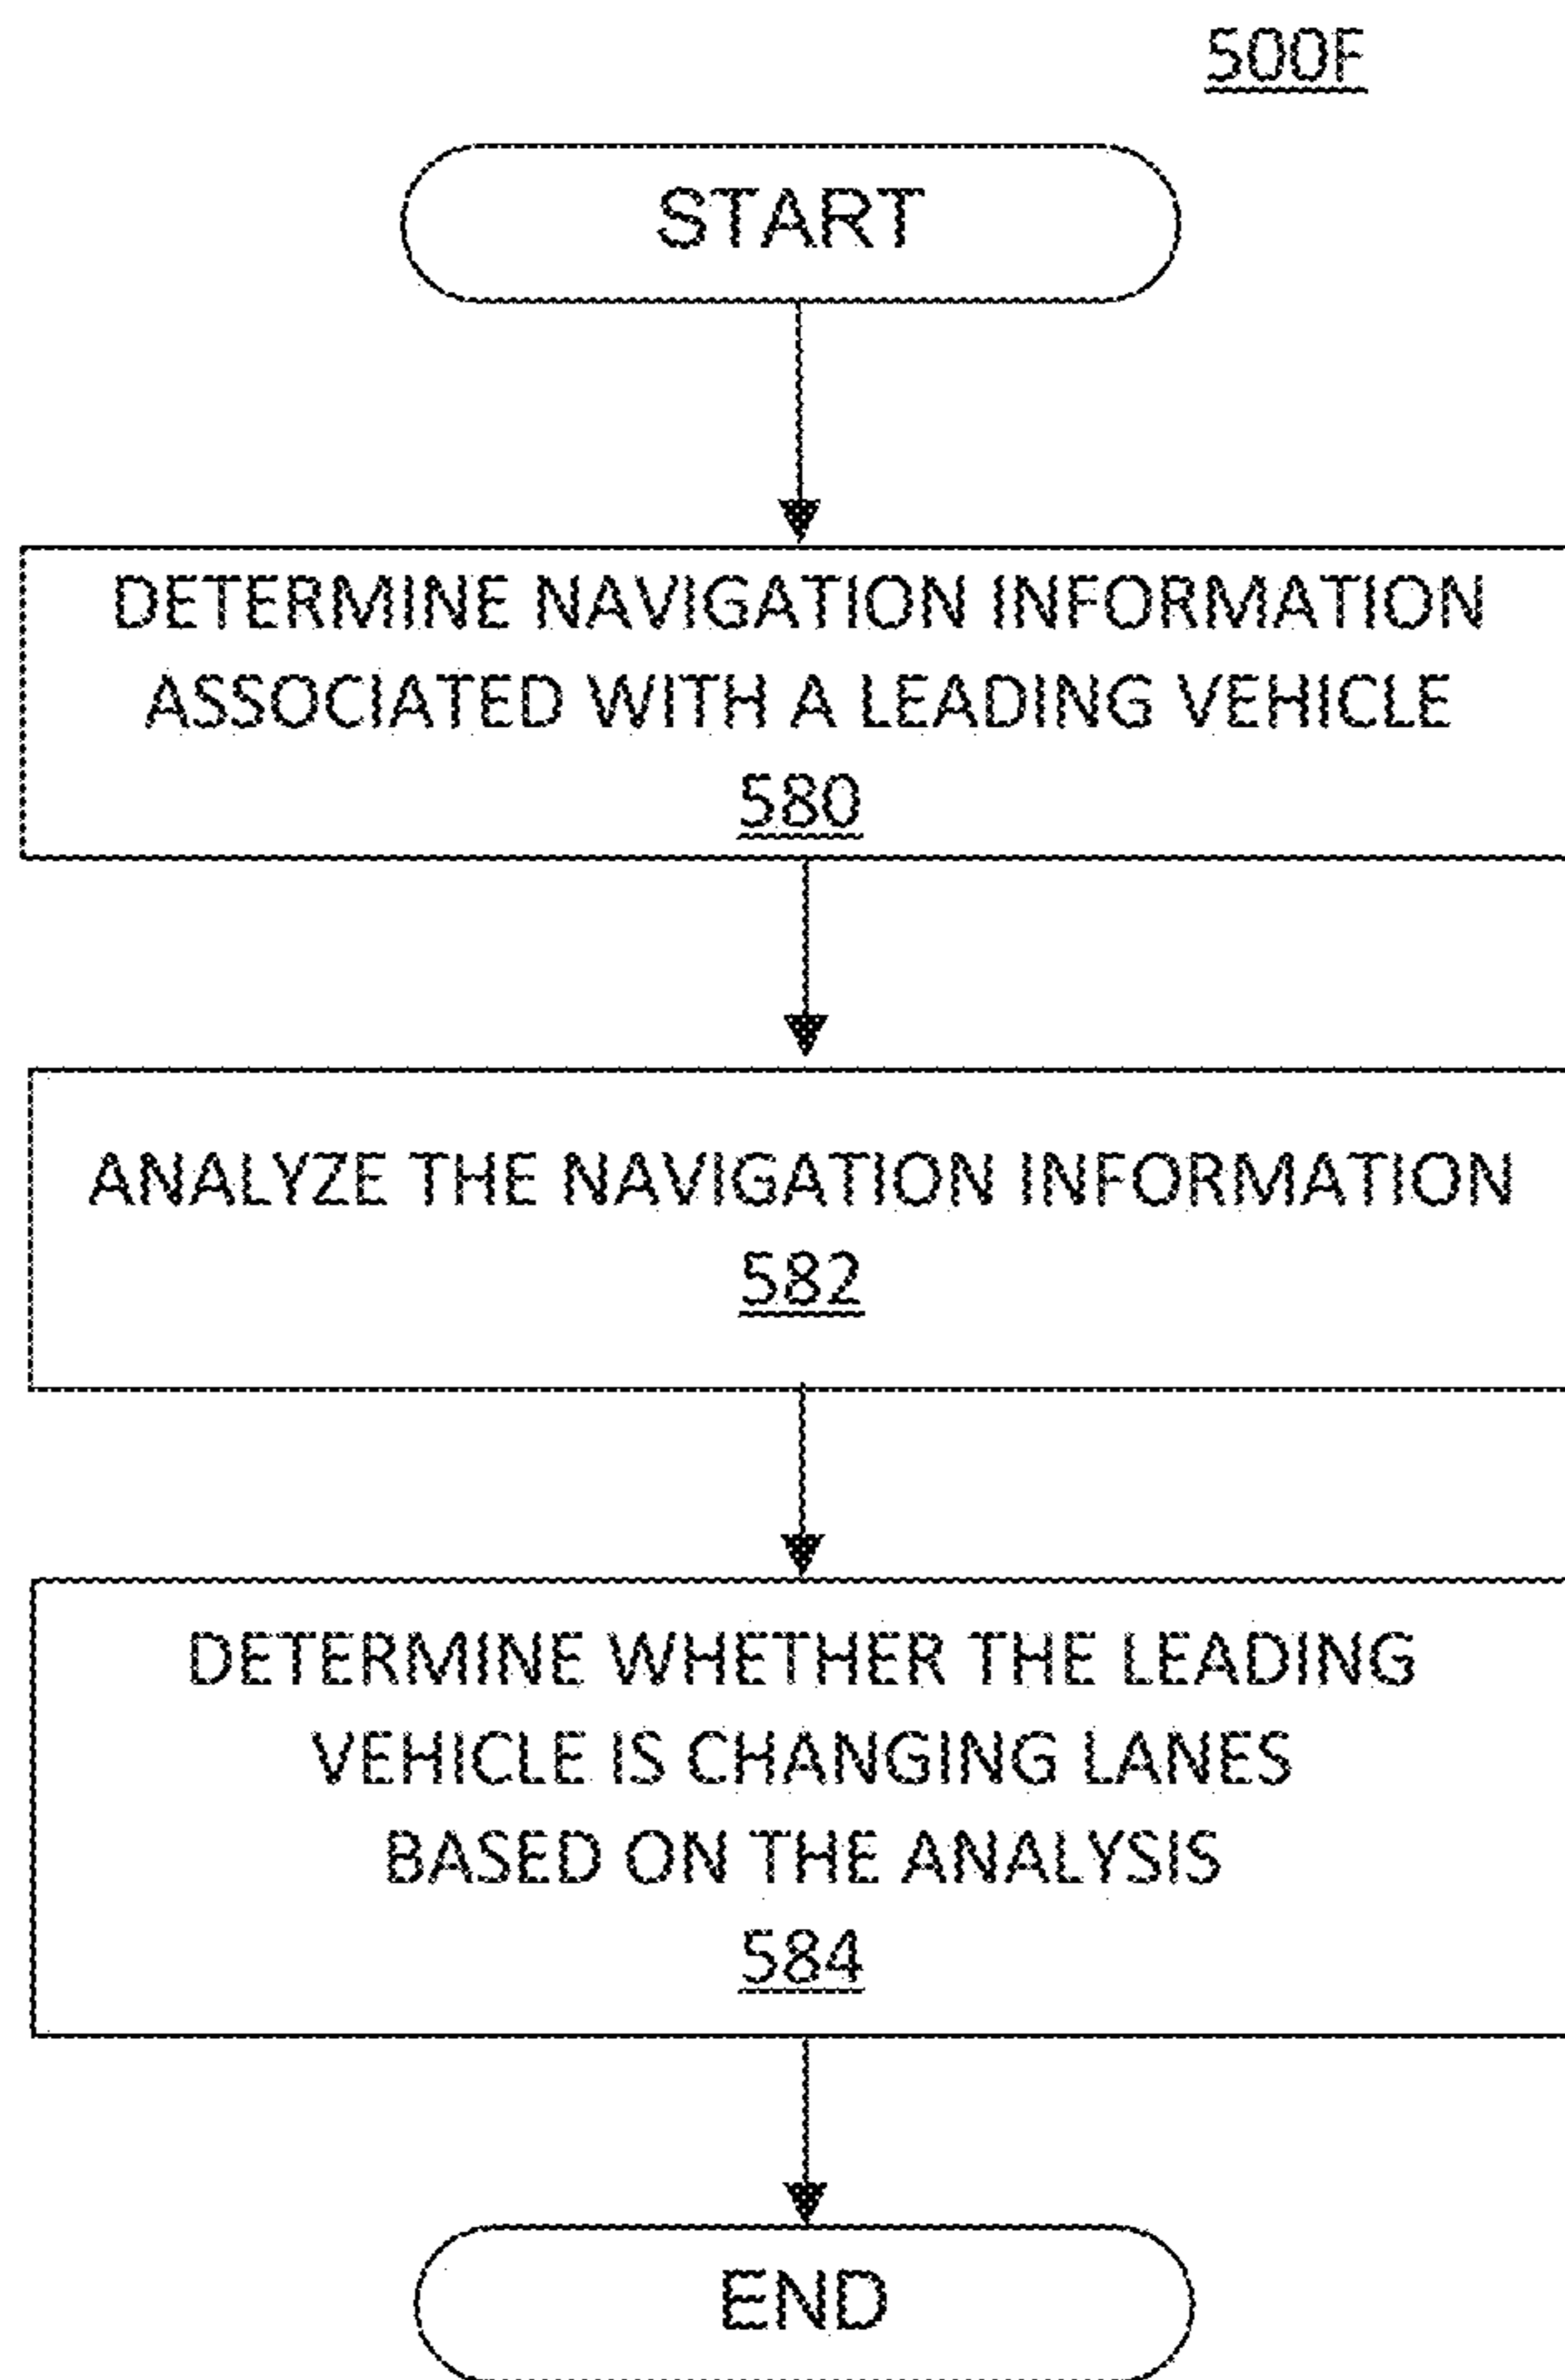 500F
START
DETERMINE NAVIGATION INFORMATION
ASSOCIATED WITH A LEADING VEHICLE
580
ANALYZE THE NAVIGATION INFORMATION
582
DETERMINE WHETHER THE LEADING
VEHICLE IS CHANGING LANES
BASED ON THE ANALYSIS
584
END